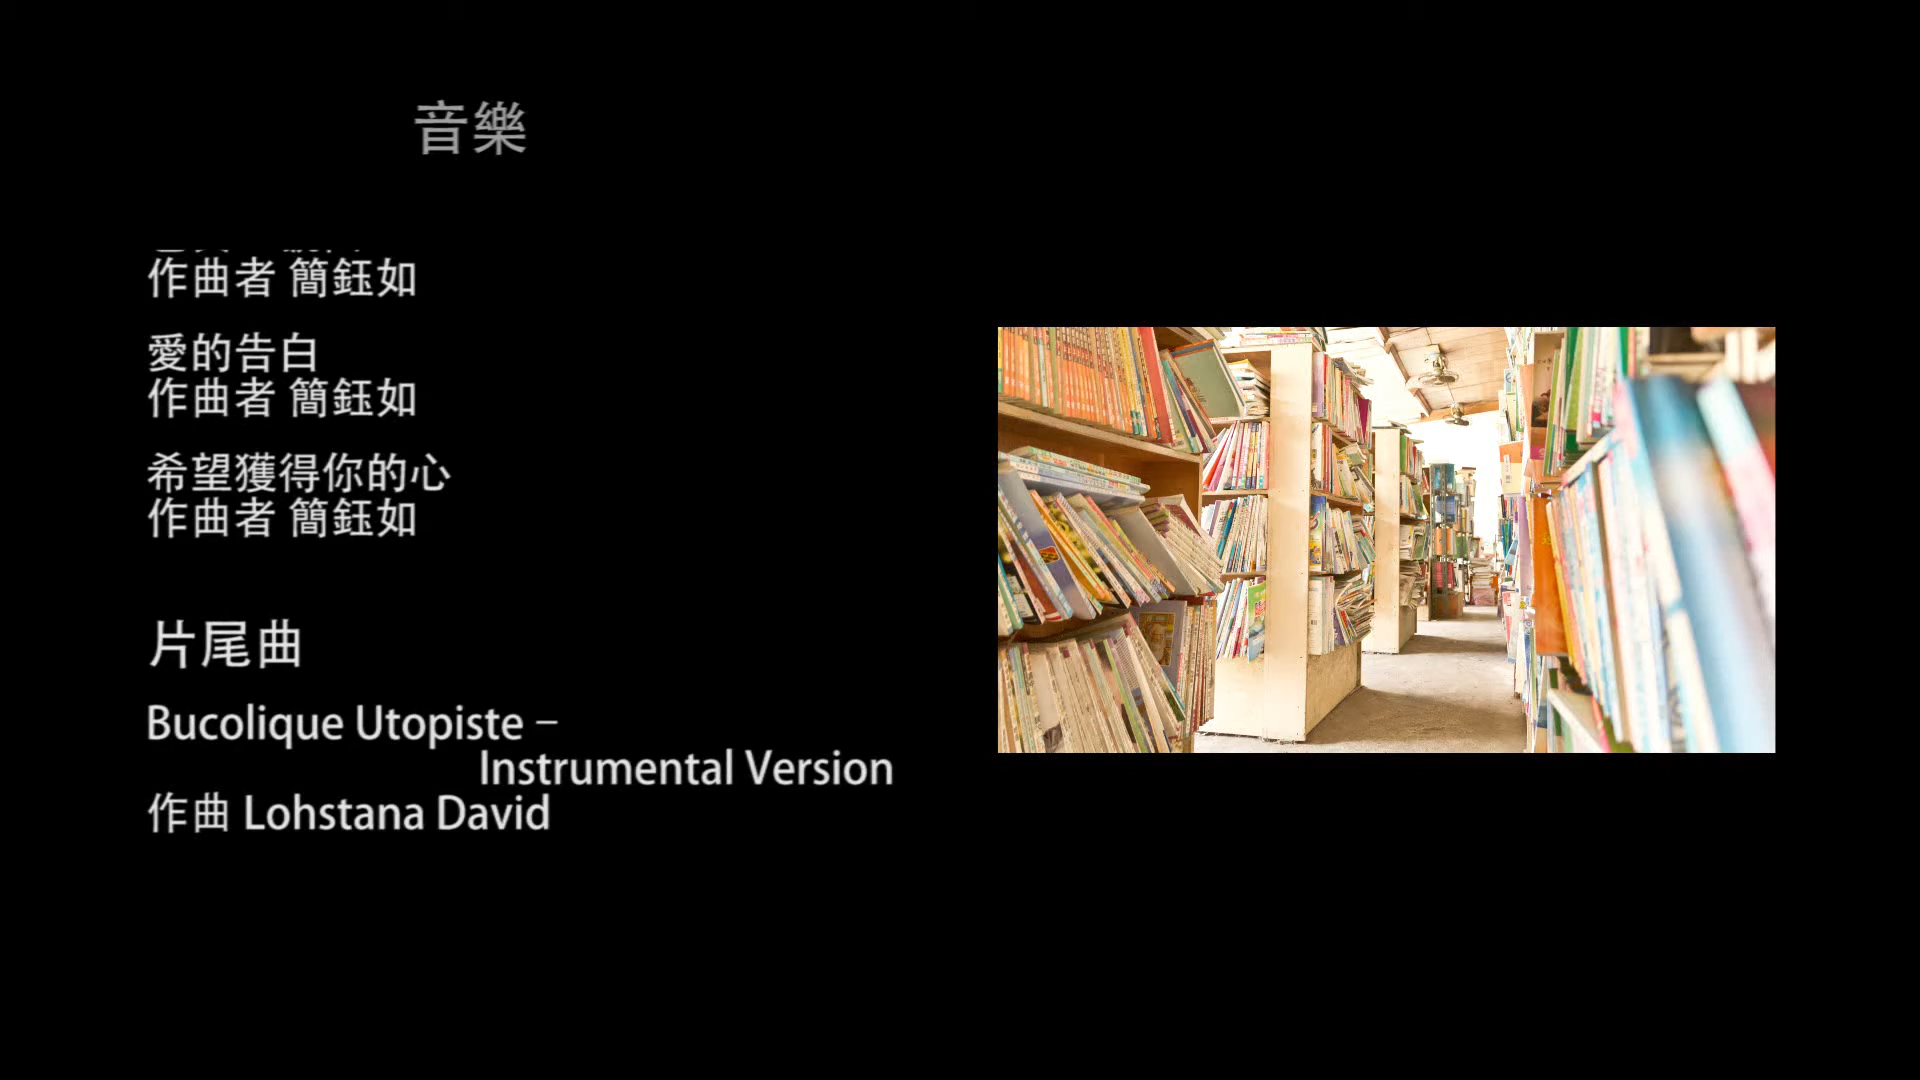 音樂
作曲者 簡鈺如
愛的告白
作曲者 簡鈺如
希望獲得你的心
作曲者 簡鈺如
片尾曲
Bucolique Utopiste –
Instrumental Version
作曲 Lohstana David